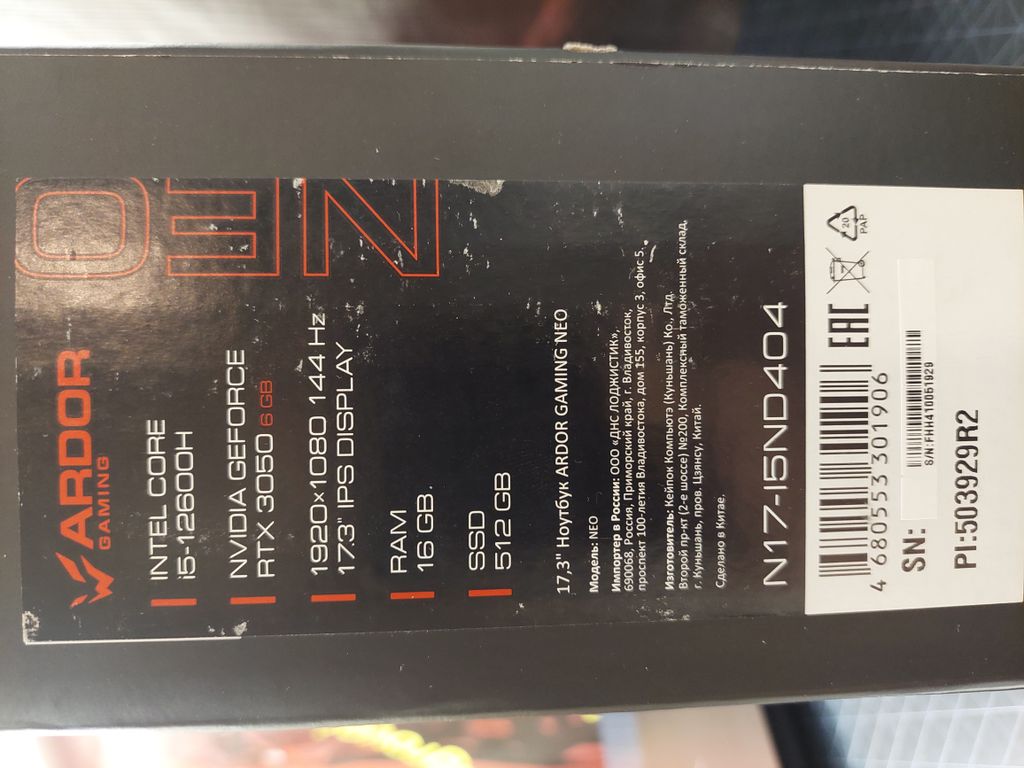 ARDOR
GAMING
NEO
INTEL CORE
i5-12600H
NVIDIA GEFORCE
RTX 3050 6 GB
1920×1080 144 Hz
17.3" IPS DISPLAY
RAM
16 GB.
SSD
512 GB
17,3" Ноутбук ARDOR GAMING NEO
Модель: NEO
Импортер в России: ООО «ДНС ЛОДЖИСТИК»,
690068, Россия, Приморский край, г. Владивосток,
проспект 100-летия Владивостока, дом 155, корпус 3, офис 5.
Изготовитель: Кейпок Компьютэ (Куньшань) Ко., Лтд.
Второй пр-кт (2-е шоссе) №200, Комплексный таможенный склад,
г. Куньшань, пров. Цзянсу, Китай.
Сделано в Китае.
N17-I5ND404
4 680553 301906
EAC
20
PAP
SN:
S/N:FHH410051929
PI:503929R2